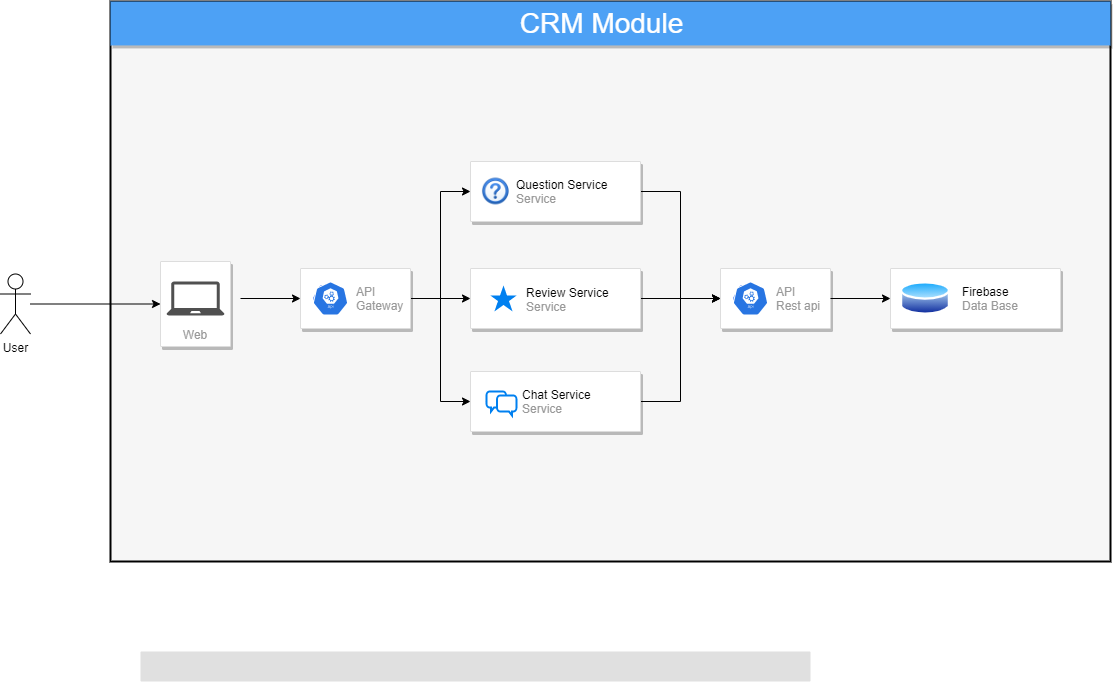 CRM Module
Question Service
Service
API
Gateway
Review Service
Service
API
Rest api
Firebase
Data Base
Web
User
Chat Service
Service